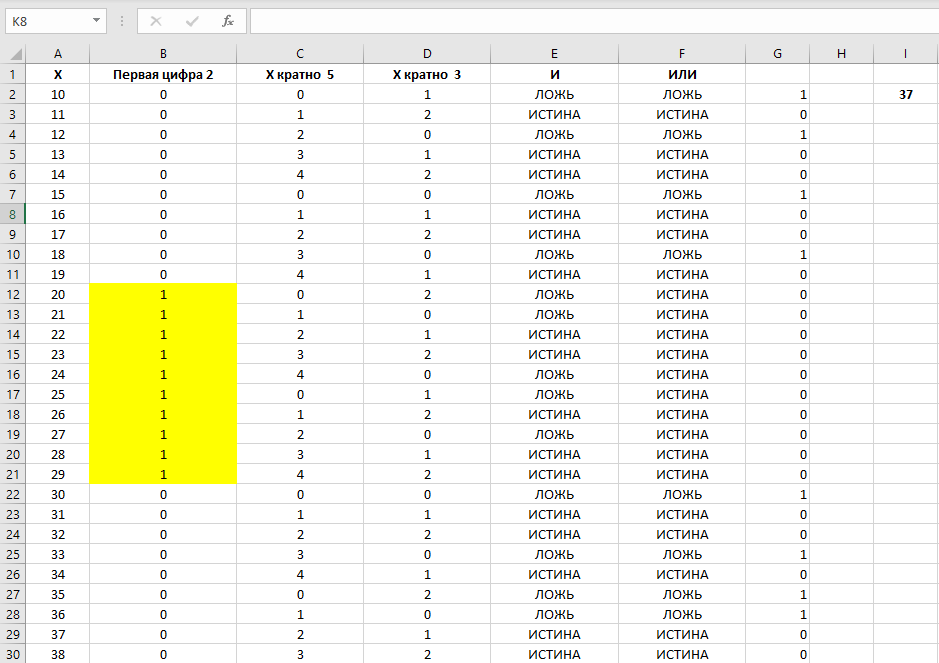 K8 fx
A B C D E F G H I
1 X Первая цифра 2 X кратно 5 X кратно 3 И ИЛИ
2 10 0 0 1 ЛОЖЬ ЛОЖЬ 1 37
3 11 0 1 2 ИСТИНА ИСТИНА 0
4 12 0 2 0 ЛОЖЬ ЛОЖЬ 1
5 13 0 3 1 ИСТИНА ИСТИНА 0
6 14 0 4 2 ИСТИНА ИСТИНА 0
7 15 0 0 0 ЛОЖЬ ЛОЖЬ 1
8 16 0 1 1 ИСТИНА ИСТИНА 0
9 17 0 2 2 ИСТИНА ИСТИНА 0
10 18 0 3 0 ЛОЖЬ ЛОЖЬ 1
11 19 0 4 1 ИСТИНА ИСТИНА 0
12 20 1 0 2 ЛОЖЬ ИСТИНА 0
13 21 1 1 0 ЛОЖЬ ИСТИНА 0
14 22 1 2 1 ИСТИНА ИСТИНА 0
15 23 1 3 2 ИСТИНА ИСТИНА 0
16 24 1 4 0 ЛОЖЬ ИСТИНА 0
17 25 1 0 1 ЛОЖЬ ИСТИНА 0
18 26 1 1 2 ИСТИНА ИСТИНА 0
19 27 1 2 0 ЛОЖЬ ИСТИНА 0
20 28 1 3 1 ИСТИНА ИСТИНА 0
21 29 1 4 2 ИСТИНА ИСТИНА 0
22 30 0 0 0 ЛОЖЬ ЛОЖЬ 1
23 31 0 1 1 ИСТИНА ИСТИНА 0
24 32 0 2 2 ИСТИНА ИСТИНА 0
25 33 0 3 0 ЛОЖЬ ЛОЖЬ 1
26 34 0 4 1 ИСТИНА ИСТИНА 0
27 35 0 0 2 ЛОЖЬ ЛОЖЬ 1
28 36 0 1 0 ЛОЖЬ ЛОЖЬ 1
29 37 0 2 1 ИСТИНА ИСТИНА 0
30 38 0 3 2 ИСТИНА ИСТИНА 0